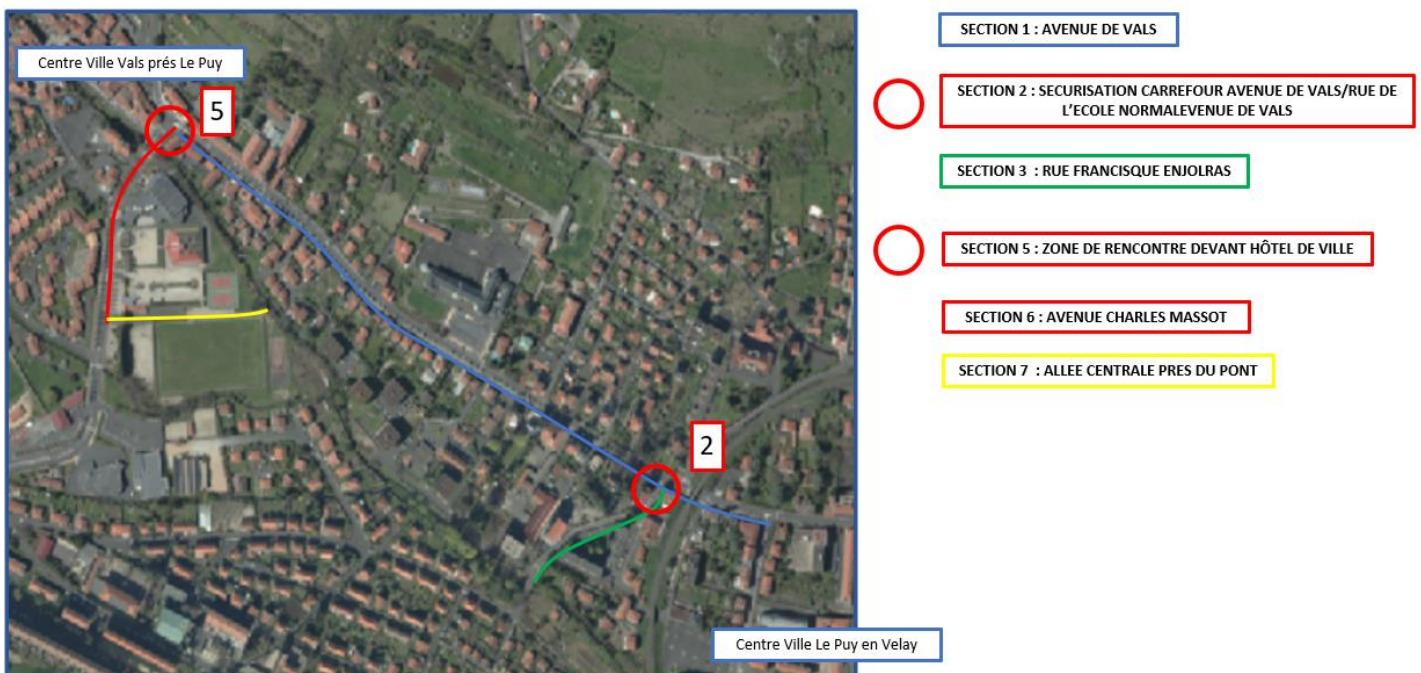 Centre Ville Vals prés Le Puy
5
2
Centre Ville Le Puy en Velay
SECTION 1 : AVENUE DE VALS
SECTION 2 : SECURISATION CARREFOUR AVENUE DE VALS/RUE DE
L'ECOLE NORMALEVENUE DE VALS
SECTION 3 : RUE FRANCISQUE ENJOLRAS
SECTION 5 : ZONE DE RENCONTRE DEVANT HÔTEL DE VILLE
SECTION 6 : AVENUE CHARLES MASSOT
SECTION 7 : ALLEE CENTRALE PRES DU PONT